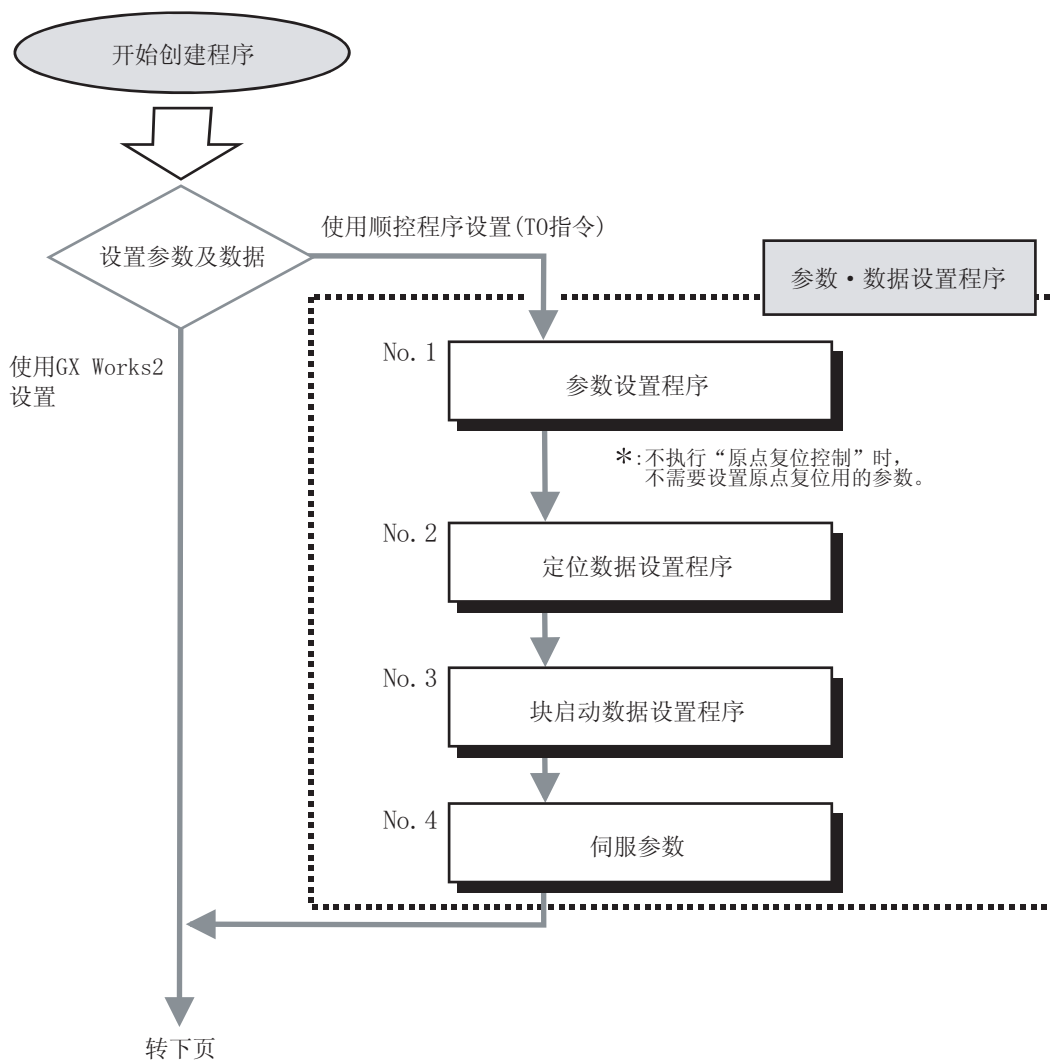 开始创建程序
设置参数及数据
使用顺控程序设置(TO指令)
参数・数据设置程序
使用GX Works2
设置
No. 1
参数设置程序
*:不执行“原点复位控制”时，
不需要设置原点复位用的参数。
No. 2
定位数据设置程序
No. 3
块启动数据设置程序
No. 4
伺服参数
转下页